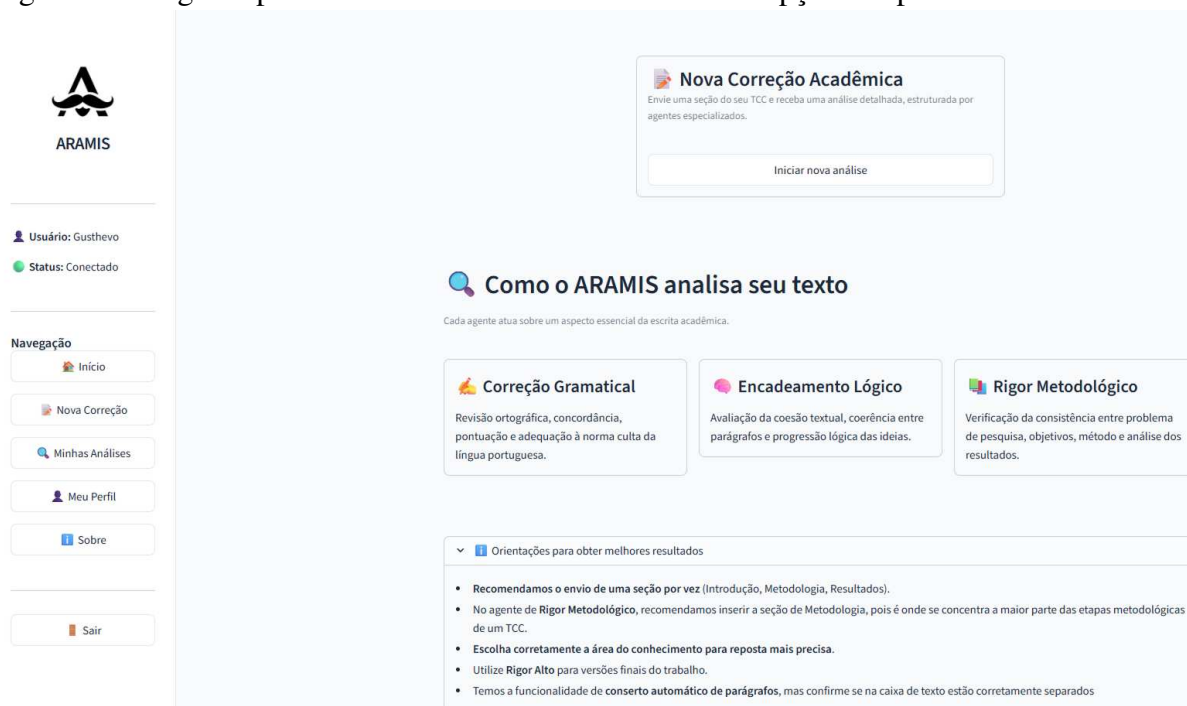 ARAMIS
Usuário: Gusthevo
Status: Conectado
Navegação
Início
Nova Correção
Minhas Análises
Meu Perfil
Sobre
Sair
Nova Correção Acadêmica
Envie uma seção do seu TCC e receba uma análise detalhada, estruturada por
agentes especializados.
Iniciar nova análise
Como o ARAMIS analisa seu texto
Cada agente atua sobre um aspecto essencial da escrita acadêmica.
Correção Gramatical
Revisão ortográfica, concordância,
pontuação e adequação à norma culta da
língua portuguesa.
Encadeamento Lógico
Avaliação da coesão textual, coerência entre
parágrafos e progressão lógica das ideias.
Rigor Metodológico
Verificação da consistência entre problema
de pesquisa, objetivos, método e análise dos
resultados.
Orientações para obter melhores resultados
• Recomendamos o envio de uma seção por vez (Introdução, Metodologia, Resultados).
• No agente de Rigor Metodológico, recomendamos inserir a seção de Metodologia, pois é onde se concentra a maior parte das etapas metodológicas
de um TCC.
• Escolha corretamente a área do conhecimento para reposta mais precisa.
• Utilize Rigor Alto para versões finais do trabalho.
• Temos a funcionalidade de conserto automático de parágrafos, mas confirme se na caixa de texto estão corretamente separados